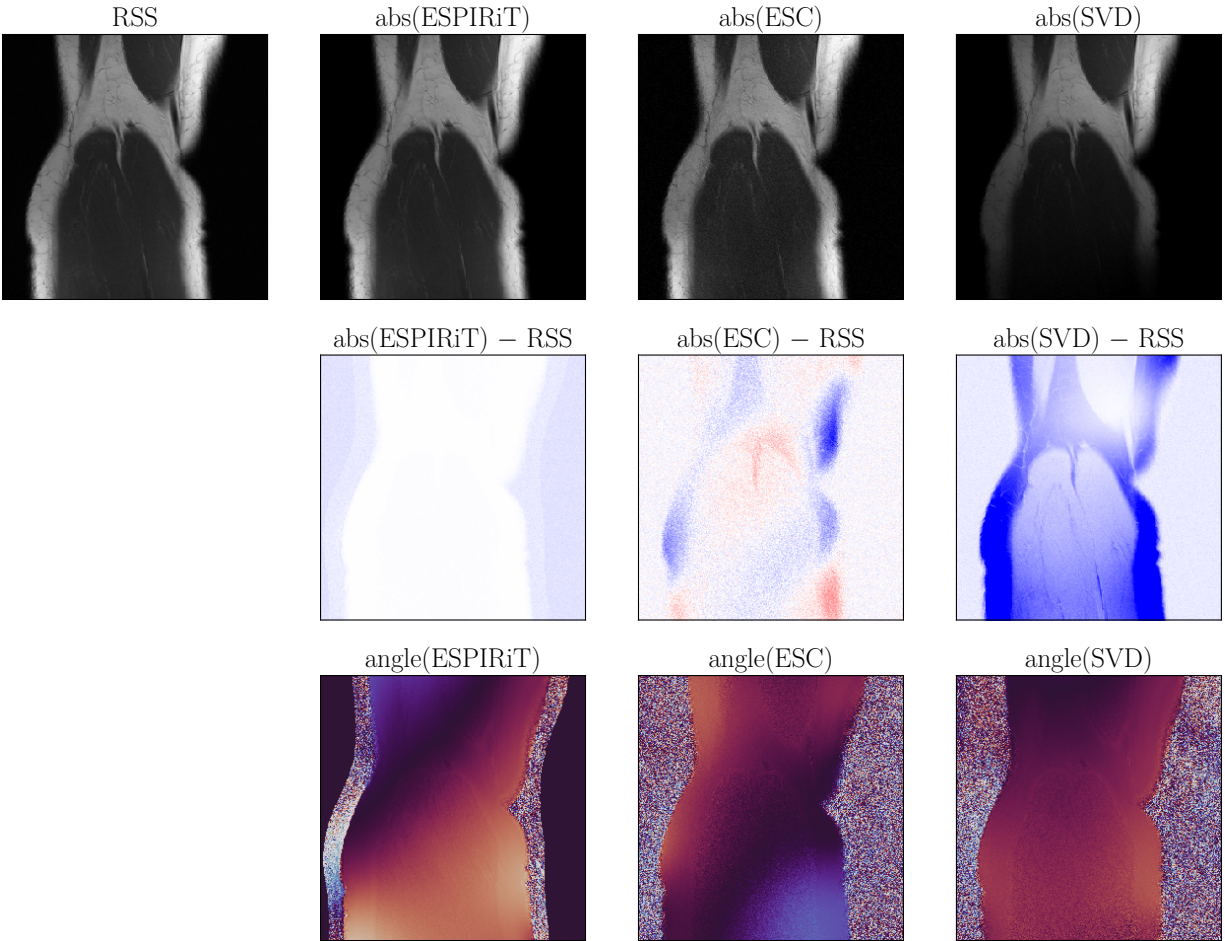 RSS
abs(ESPIRiT)
abs(ESC)
abs(SVD)
abs(ESPIRiT) − RSS
abs(ESC) − RSS
abs(SVD) − RSS
angle(ESPIRiT)
angle(ESC)
angle(SVD)